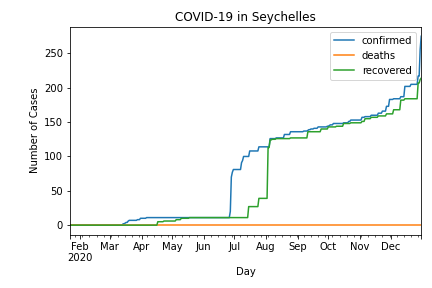 COVID-19 in Seychelles
confirmed
deaths
recovered
Number of Cases
250
200
150
100
50
0
Feb Mar Apr May Jun Jul Aug Sep Oct Nov Dec
2020
Day